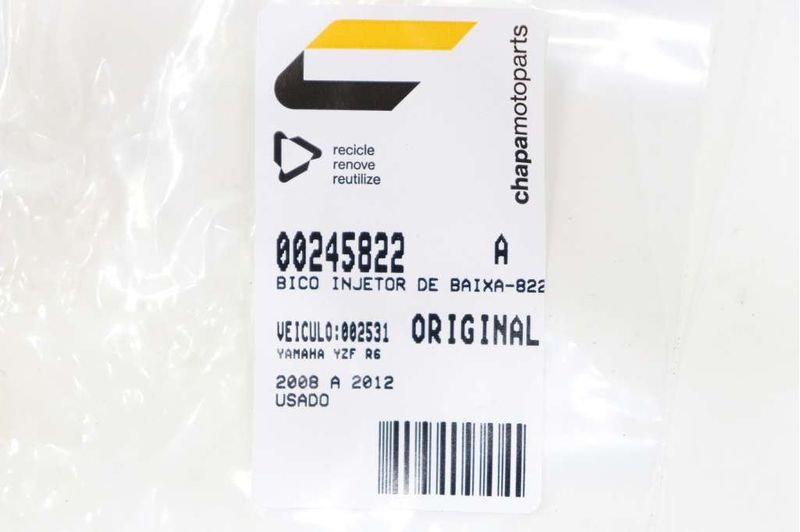 chapamotoparts
recicle
renove
reutilize
00245822 A
BICO INJETOR DE BAIXA-822
VEICULO:002531 ORIGINAL
YAMAHA YZF R6
2008 A 2012
USADO